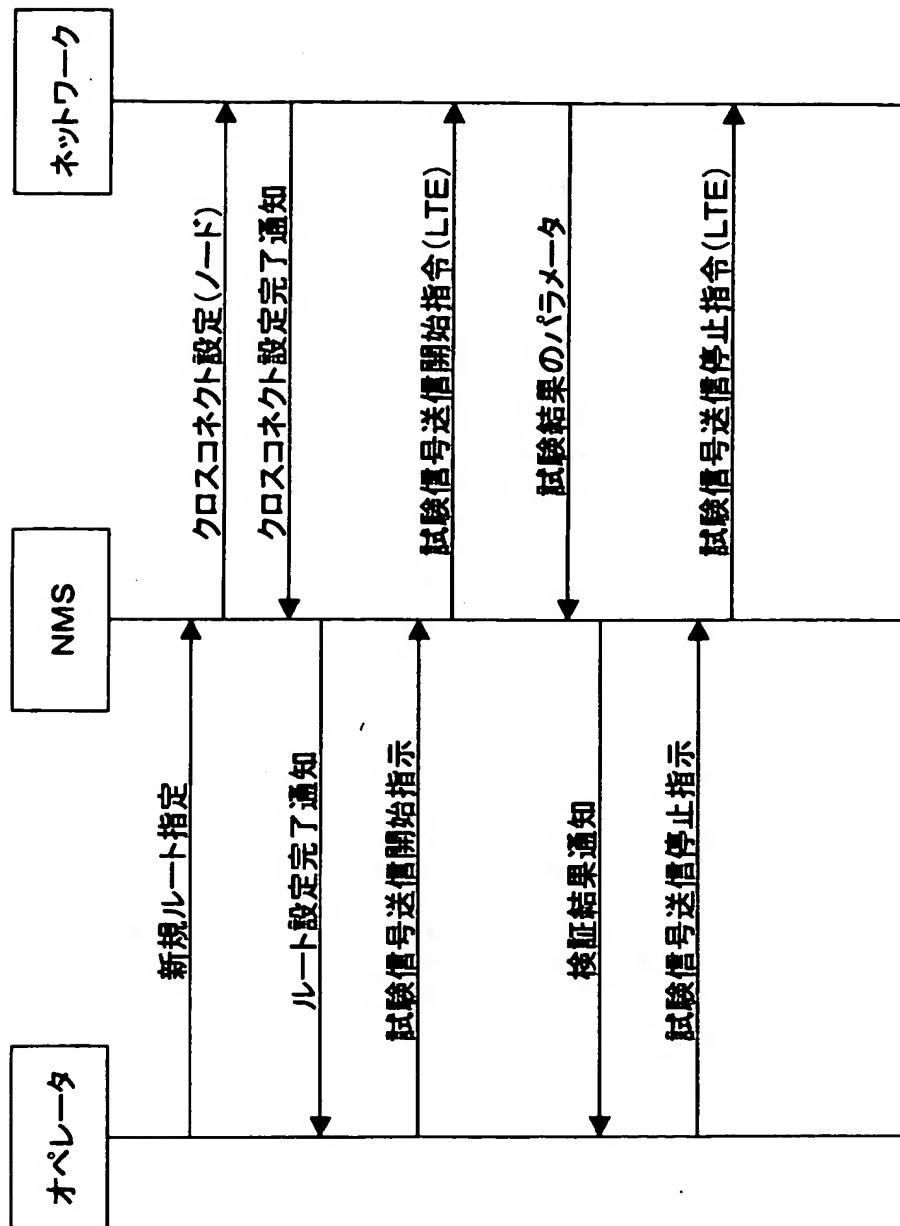 オペレータ
NMS
ネットワーク
新規ルート指定
クロスコネクト設定(ノード)
クロスコネクト設定完了通知
ルート設定完了通知
試験信号送信開始指示
試験信号送信開始指令(LTE)
試験結果のパラメータ
検証結果通知
試験信号送信停止指示
試験信号送信停止指令(LTE)